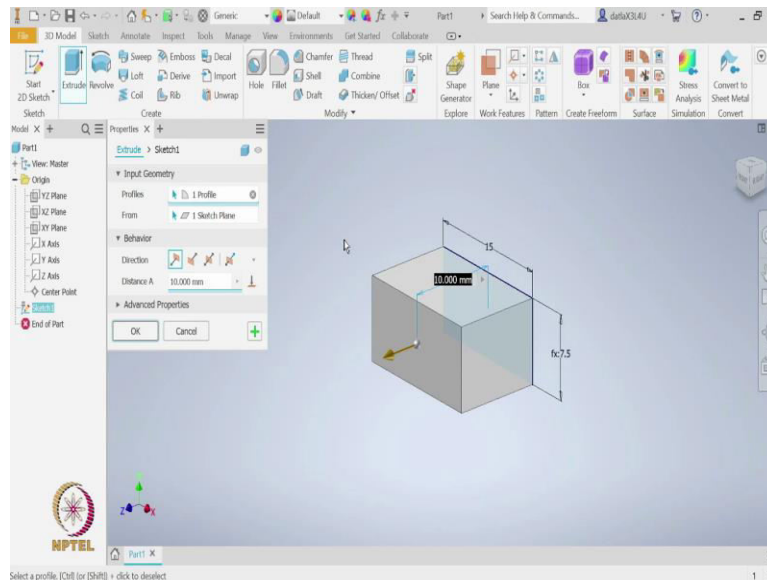 Generic Default Part1 Search Help & Commands...
File 3D Model Sketch Annotate Inspect Tools Manage View Environments Get Started Collaborate
Start 2D Sketch
Extrude
Revolve
Sweep Emboss Decal
Loft Derive Import
Coil Rib Unwrap
Hole
Fillet
Chamfer Thread Split
Shell Combine
Draft Thicken/ Offset
Shape Generator
Plane
Box
Stress Analysis
Convert to Sheet Metal
Sketch Create Modify Explore Work Features Pattern Create Freeform Surface Simulation Convert
Model X +
Part1
View: Master
Origin
YZ Plane
XZ Plane
XY Plane
X Axis
Y Axis
Z Axis
Center Point
Sketch1
End of Part
Properties X +
Extrude > Sketch1
Input Geometry
Profiles 1 Profile
From 1 Sketch Plane
Behavior
Direction
Distance A 10.000 mm
Advanced Properties
OK Cancel
15
10.000 mm
fx:7.5
Y
Z
X
NPTEL
Part1 X
Select a profile. [Ctrl] (or [Shift]) + click to deselect
1